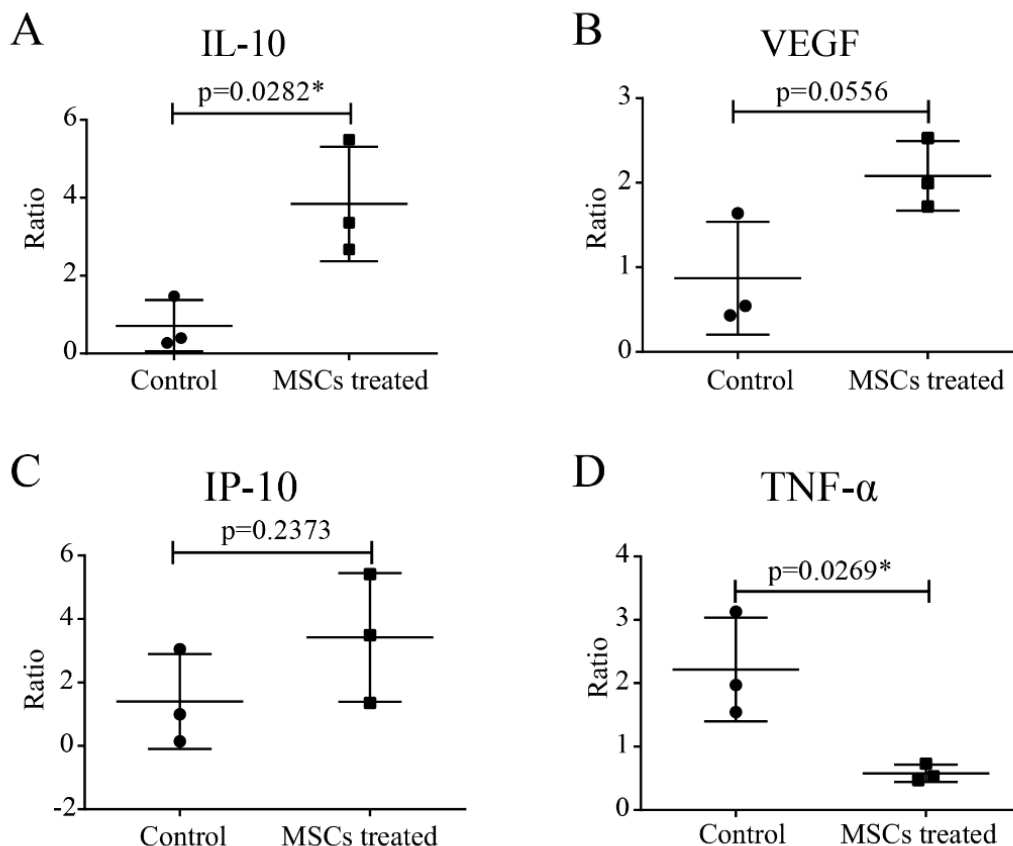 A
IL-10
p=0.0282*
6
4
2
0
Ratio
Control
MSCs treated
B
VEGF
p=0.0556
3
2
1
0
Ratio
Control
MSCs treated
C
IP-10
p=0.2373
6
4
2
0
-2
Ratio
Control
MSCs treated
D
TNF-α
p=0.0269*
4
3
2
1
0
Ratio
Control
MSCs treated